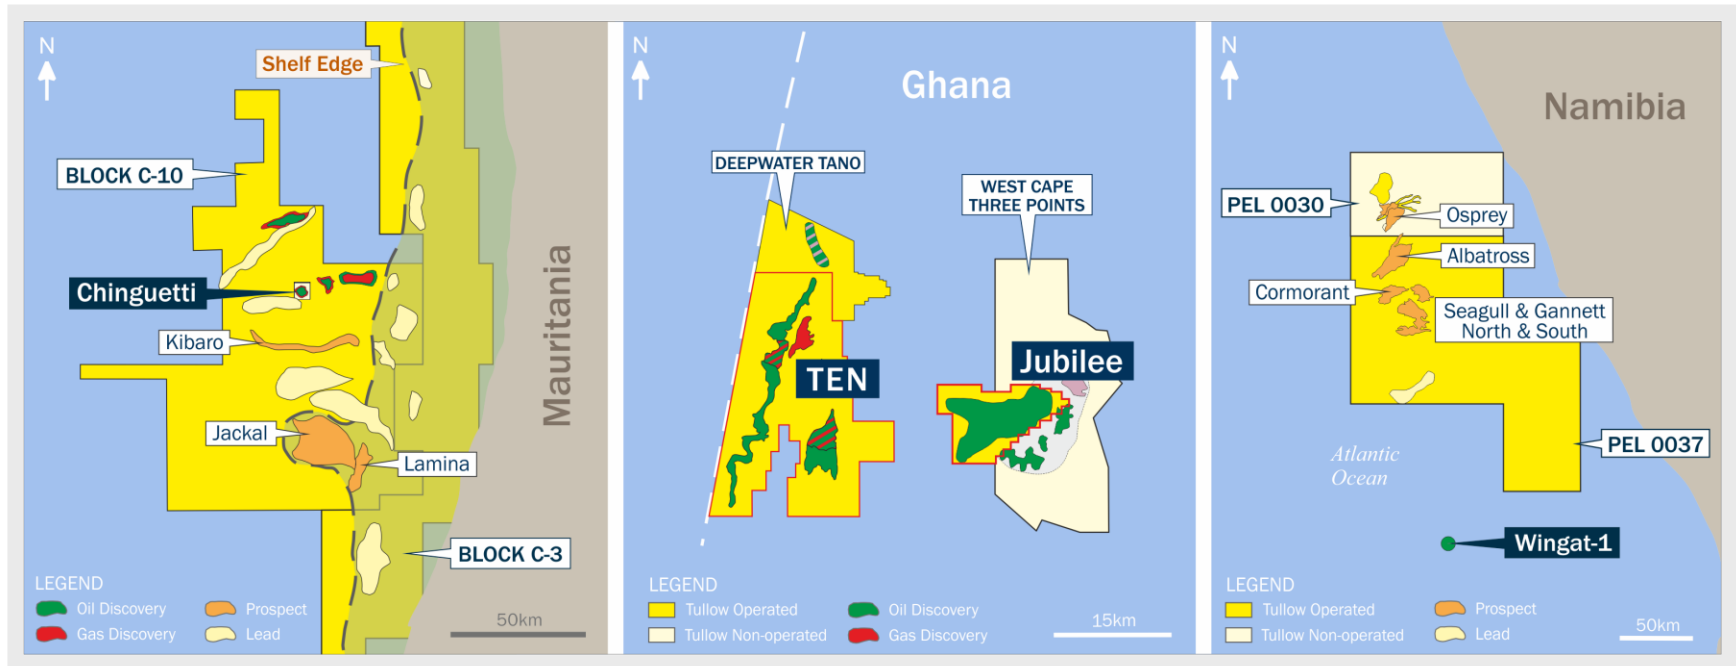 N
Shelf Edge
BLOCK C-10
Chinguetti
Kibaro
Jackal
Lamina
BLOCK C-3
Mauritania
LEGEND
Oil Discovery
Prospect
Gas Discovery
Lead
50km
N
Ghana
DEEPWATER TANO
WEST CAPE
THREE POINTS
TEN
Jubilee
LEGEND
Tullow Operated
Oil Discovery
Tullow Non-operated
Gas Discovery
15km
N
Namibia
PEL 0030
Osprey
Albatross
Cormorant
Seagull & Gannett
North & South
PEL 0037
Atlantic
Ocean
Wingat-1
LEGEND
Tullow Operated
Prospect
Tullow Non-operated
Lead
50km